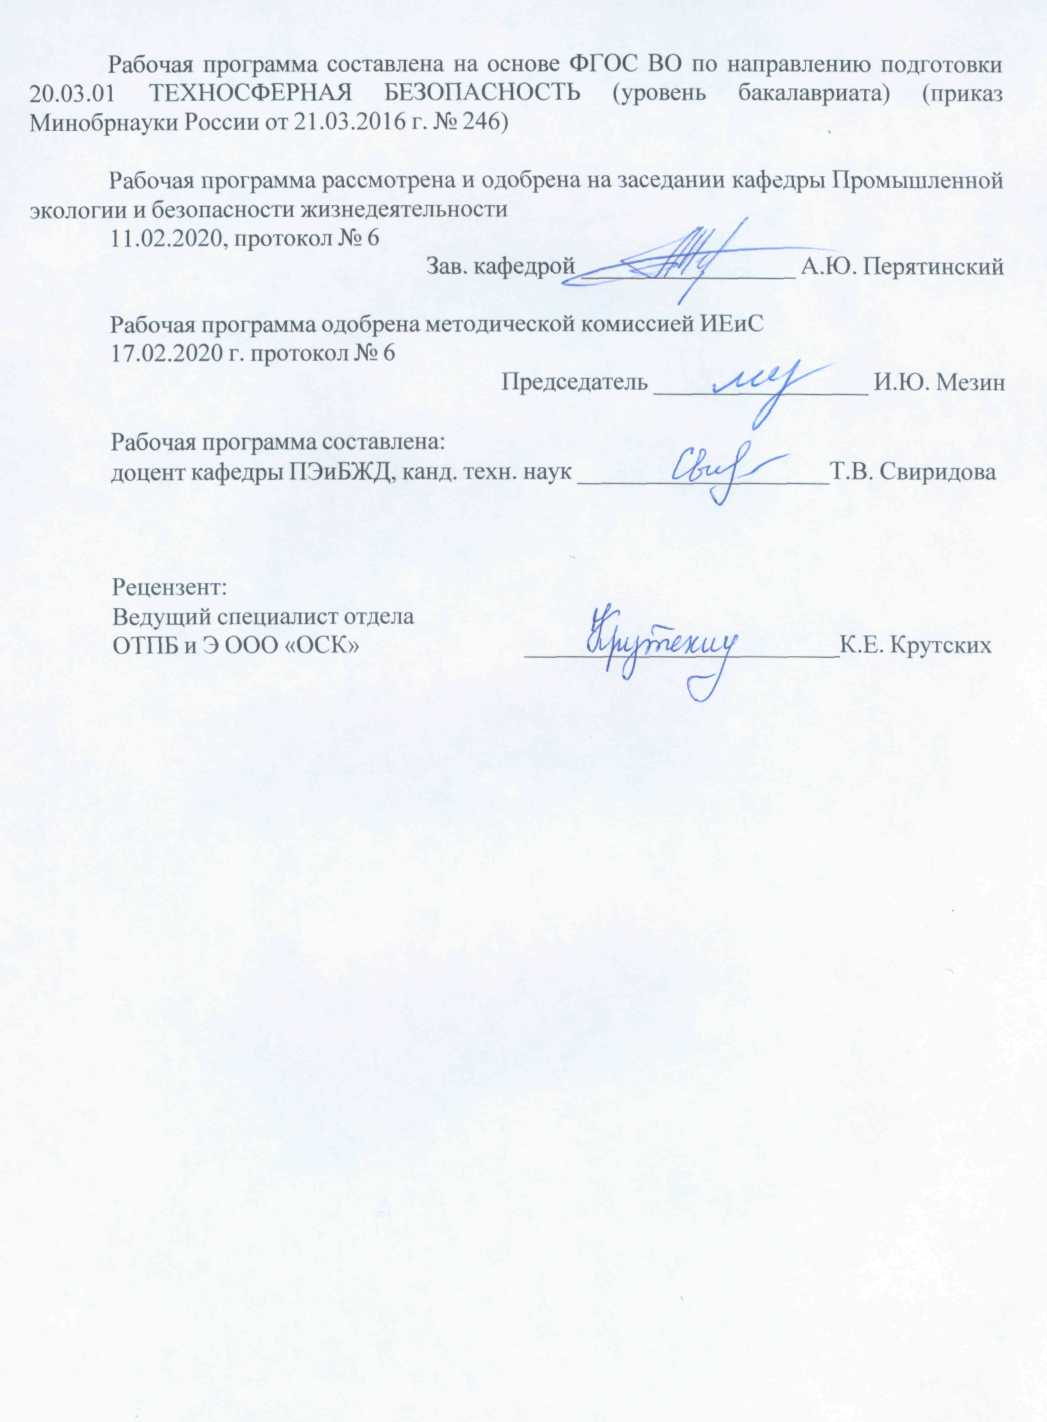 Рабочая программа составлена на основе ФГОС ВО по направлению подготовки
20.03.01 ТЕХНОСФЕРНАЯ БЕЗОПАСНОСТЬ (уровень бакалавриата) (приказ
Минобрнауки России от 21.03.2016 г. № 246)
Рабочая программа рассмотрена и одобрена на заседании кафедры Промышленной
экологии и безопасности жизнедеятельности
11.02.2020, протокол № 6
Зав. кафедрой А.Ю. Перятинский
Рабочая программа одобрена методической комиссией ИЕиС
17.02.2020 г. протокол № 6
Председатель И.Ю. Мезин
Рабочая программа составлена:
доцент кафедры ПЭиБЖД, канд. техн. наук Т.В. Свиридова
Рецензент:
Ведущий специалист отдела
ОТПБ и Э ООО «ОСК» Крутских К.Е. Крутских